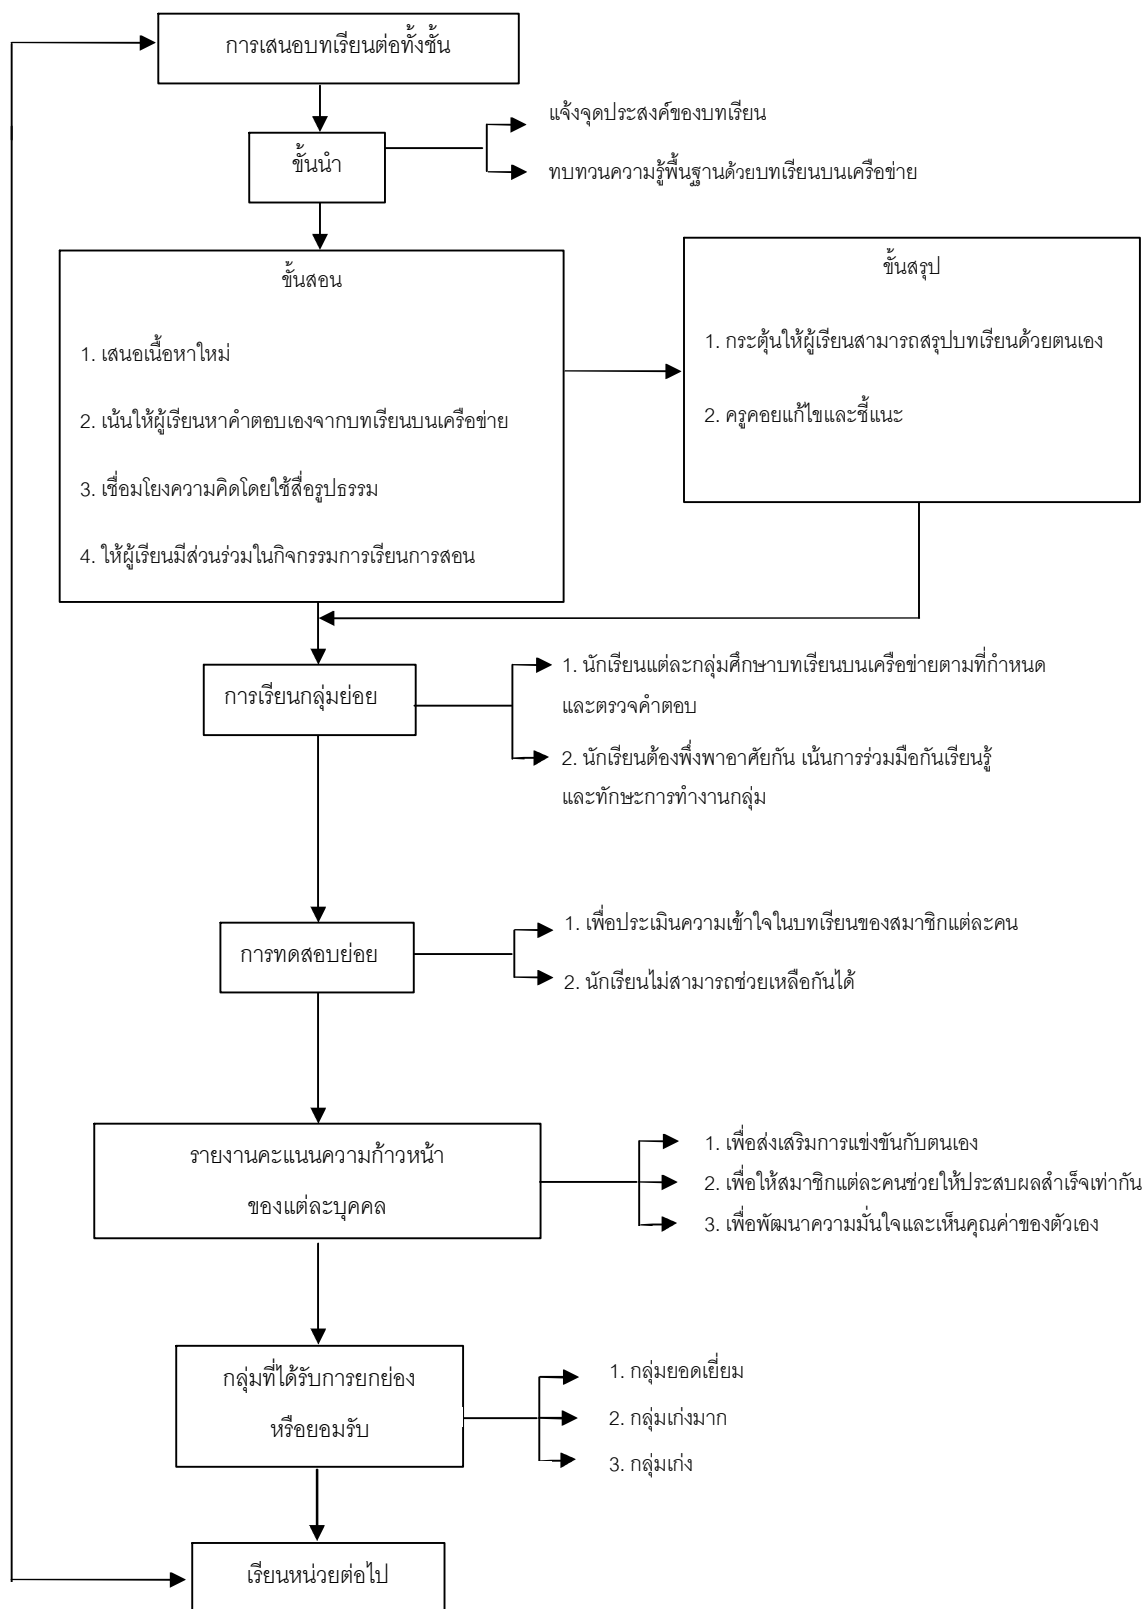 การเสนอบทเรียนต่อทั้งชั้น
แจ้งจุดประสงค์ของบทเรียน
ขั้นนำ
ทบทวนความรู้พื้นฐานด้วยบทเรียนบนเครือข่าย
ขั้นสอน
1. เสนอเนื้อหาใหม่
2. เน้นให้ผู้เรียนหาคำตอบเองจากบทเรียนบนเครือข่าย
3. เชื่อมโยงความคิดโดยใช้สื่อรูปธรรม
4. ให้ผู้เรียนมีส่วนร่วมในกิจกรรมการเรียนการสอน
ขั้นสรุป
1. กระตุ้นให้ผู้เรียนสามารถสรุปบทเรียนด้วยตนเอง
2. ครูคอยแก้ไขและชี้แนะ
การเรียนกลุ่มย่อย
1. นักเรียนแต่ละกลุ่มศึกษาบทเรียนบนเครือข่ายตามที่กำหนด
และตรวจคำตอบ
2. นักเรียนต้องพึ่งพาอาศัยกัน เน้นการร่วมมือกันเรียนรู้
และทักษะการทำงานกลุ่ม
การทดสอบย่อย
1. เพื่อประเมินความเข้าใจในบทเรียนของสมาชิกแต่ละคน
2. นักเรียนไม่สามารถช่วยเหลือกันได้
รายงานคะแนนความก้าวหน้า
ของแต่ละบุคคล
1. เพื่อส่งเสริมการแข่งขันกับตนเอง
2. เพื่อให้สมาชิกแต่ละคนช่วยให้ประสบผลสำเร็จเท่ากัน
3. เพื่อพัฒนาความมั่นใจและเห็นคุณค่าของตัวเอง
กลุ่มที่ได้รับการยกย่อง
หรือยอมรับ
1. กลุ่มยอดเยี่ยม
2. กลุ่มเก่งมาก
3. กลุ่มเก่ง
เรียนหน่วยต่อไป